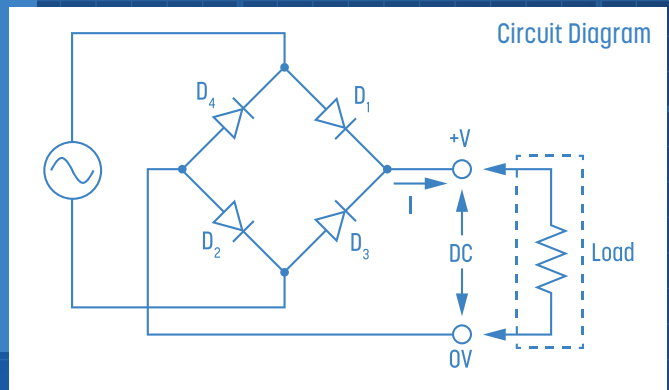 Circuit Diagram
D4
D1
+V
I
D2
D3
DC
Load
0V